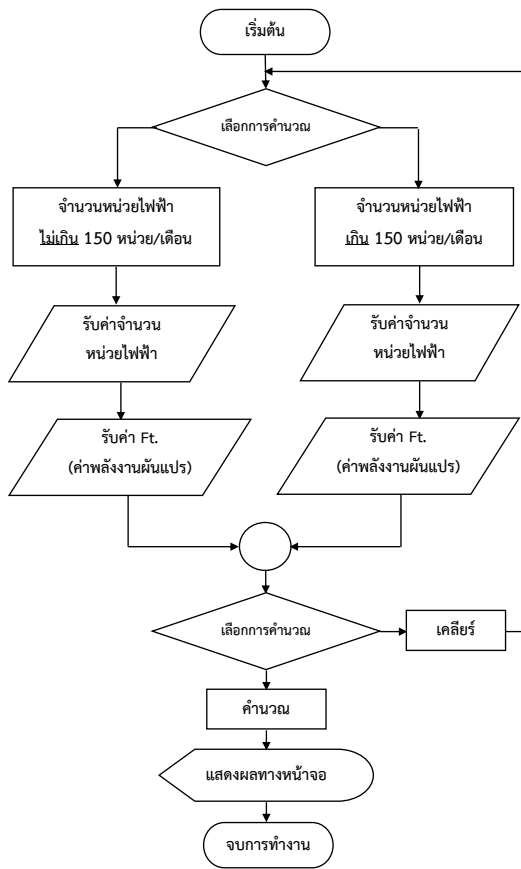 เริ่มต้น
เลือกการคำนวณ
จำนวนหน่วยไฟฟ้า
ไม่เกิน 150 หน่วย/เดือน
จำนวนหน่วยไฟฟ้า
เกิน 150 หน่วย/เดือน
รับค่าจำนวน
หน่วยไฟฟ้า
รับค่าจำนวน
หน่วยไฟฟ้า
รับค่า Ft.
(ค่าพลังงานผันแปร)
รับค่า Ft.
(ค่าพลังงานผันแปร)
เลือกการคำนวณ
เคลียร์
คำนวณ
แสดงผลทางหน้าจอ
จบการทำงาน